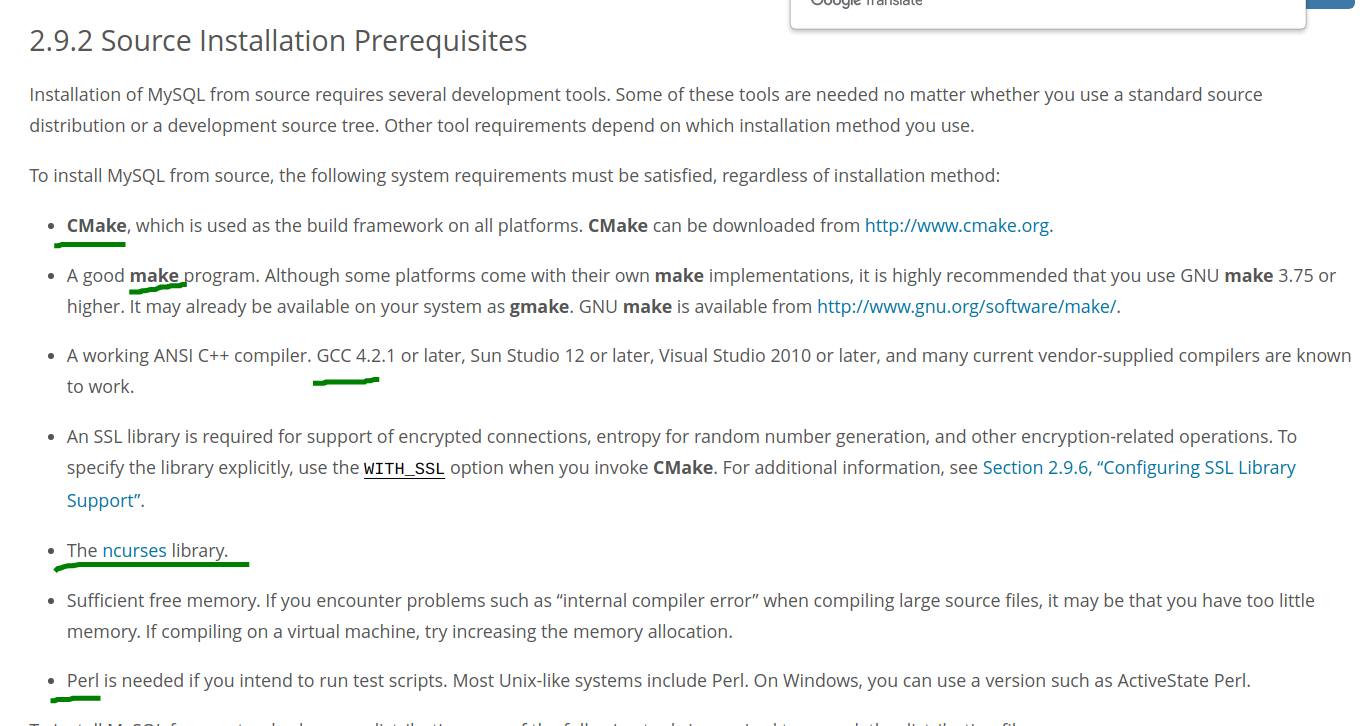 Google Translate
2.9.2 Source Installation Prerequisites
Installation of MySQL from source requires several development tools. Some of these tools are needed no matter whether you use a standard source
distribution or a development source tree. Other tool requirements depend on which installation method you use.
To install MySQL from source, the following system requirements must be satisfied, regardless of installation method:
• CMake, which is used as the build framework on all platforms. CMake can be downloaded from http://www.cmake.org.
• A good make program. Although some platforms come with their own make implementations, it is highly recommended that you use GNU make 3.75 or
higher. It may already be available on your system as gmake. GNU make is available from http://www.gnu.org/software/make/.
• A working ANSI C++ compiler. GCC 4.2.1 or later, Sun Studio 12 or later, Visual Studio 2010 or later, and many current vendor-supplied compilers are known
to work.
• An SSL library is required for support of encrypted connections, entropy for random number generation, and other encryption-related operations. To
specify the library explicitly, use the WITH_SSL option when you invoke CMake. For additional information, see Section 2.9.6, “Configuring SSL Library
Support”.
• The ncurses library.
• Sufficient free memory. If you encounter problems such as “internal compiler error” when compiling large source files, it may be that you have too little
memory. If compiling on a virtual machine, try increasing the memory allocation.
• Perl is needed if you intend to run test scripts. Most Unix-like systems include Perl. On Windows, you can use a version such as ActiveState Perl.